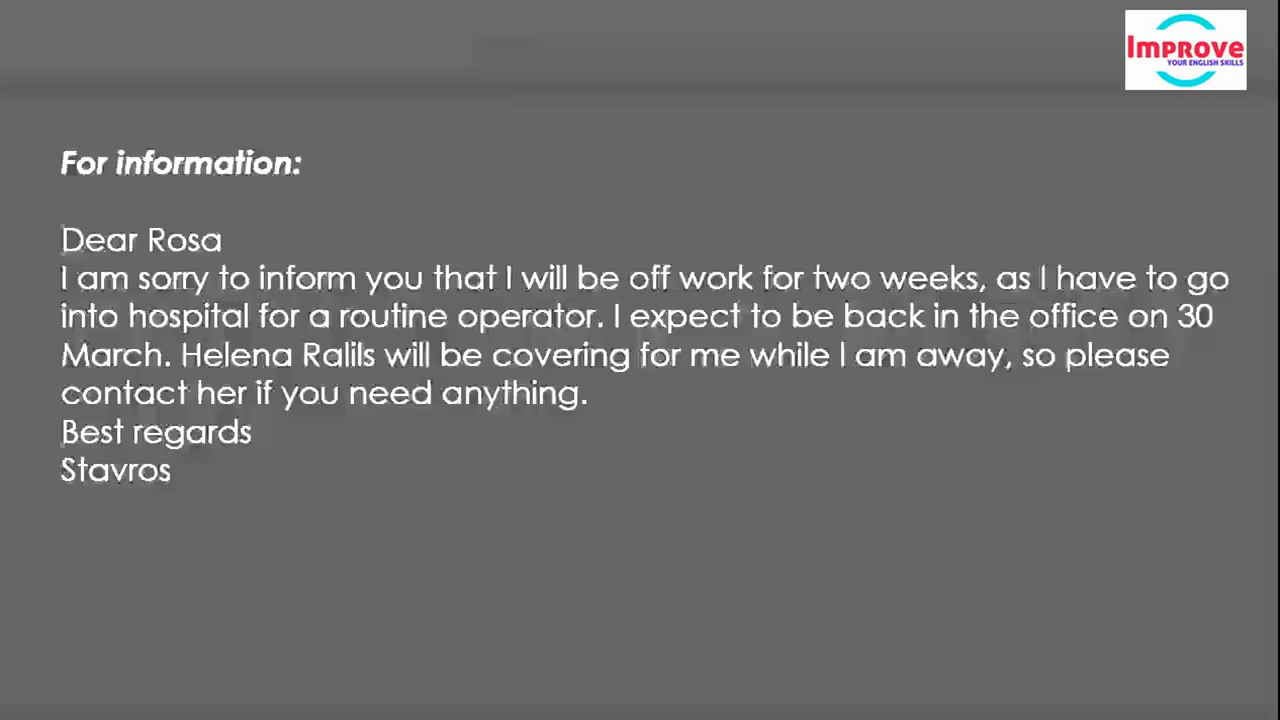 IMPROVE
YOUR ENGLISH SKILLS
For information:
Dear Rosa
I am sorry to inform you that I will be off work for two weeks, as I have to go
into hospital for a routine operator. I expect to be back in the office on 30
March. Helena Ralils will be covering for me while I am away, so please
contact her if you need anything.
Best regards
Stavros